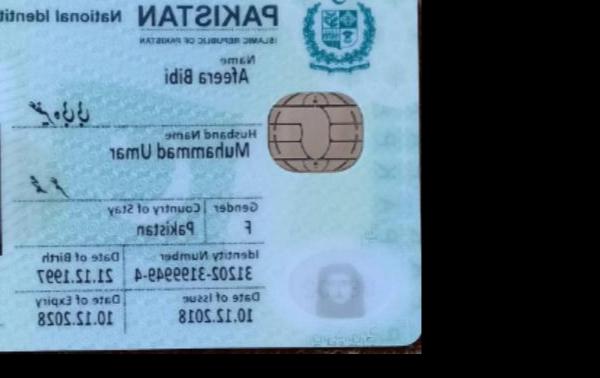 PAKISTAN National Identi
ISLAMIC REPUBLIC OF PAKISTAN
Name
Afeera Bibi
Husband Name
Muhammad Umar
Gender Country of Stay
F Pakistan
Identity Number Date of Birth
31202-3199949-4 21.12.1997
Date of Issue Date of Expiry
10.12.2018 10.12.2028